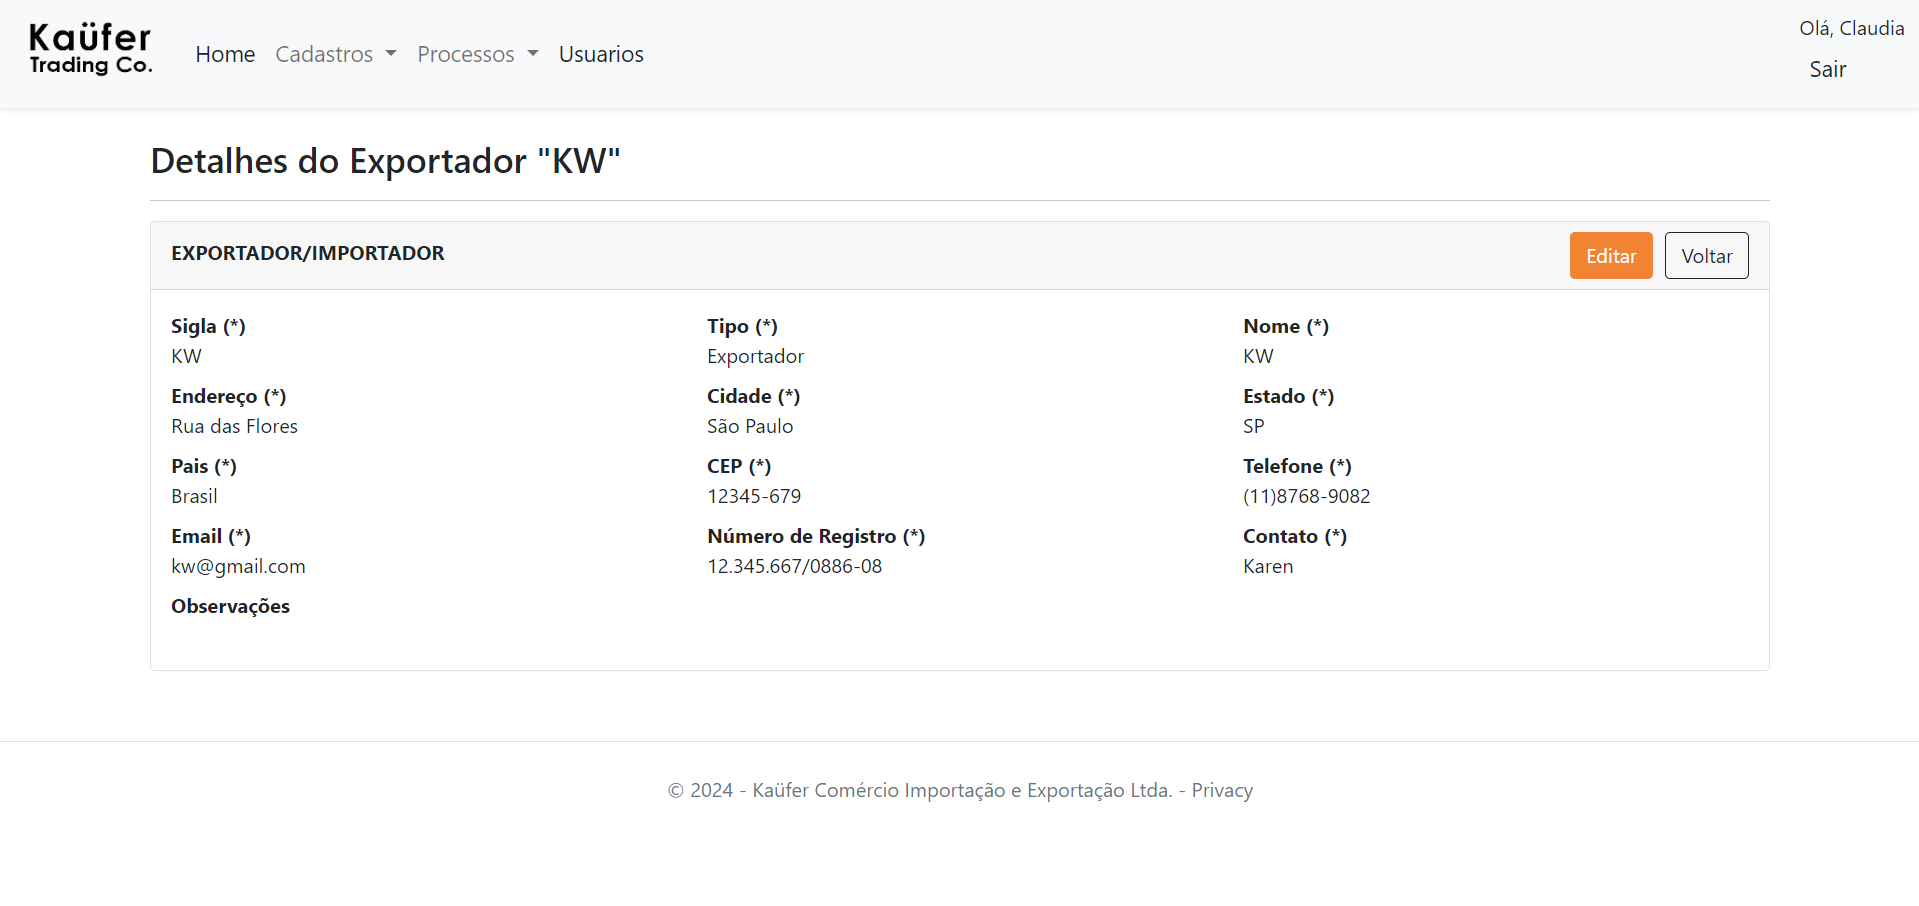 Kaüfer
Trading Co.
Home Cadastros Processos Usuarios
Olá, Claudia
Sair
Detalhes do Exportador "KW"
EXPORTADOR/IMPORTADOR
Editar Voltar
Sigla (*) Tipo (*) Nome (*)
KW Exportador KW
Endereço (*) Cidade (*) Estado (*)
Rua das Flores São Paulo SP
Pais (*) CEP (*) Telefone (*)
Brasil 12345-679 (11)8768-9082
Email (*) Número de Registro (*) Contato (*)
kw@gmail.com 12.345.667/0886-08 Karen
Observações
© 2024 - Kaüfer Comércio Importação e Exportação Ltda. - Privacy